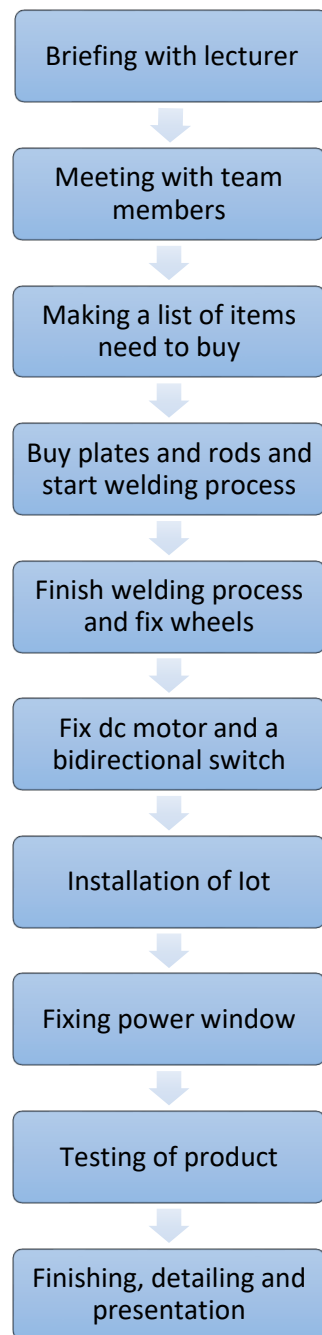 Briefing with lecturer
Meeting with team
members
Making a list of items
need to buy
Buy plates and rods and
start welding process
Finish welding process
and fix wheels
Fix dc motor and a
bidirectional switch
Installation of Iot
Fixing power window
Testing of product
Finishing, detailing and
presentation